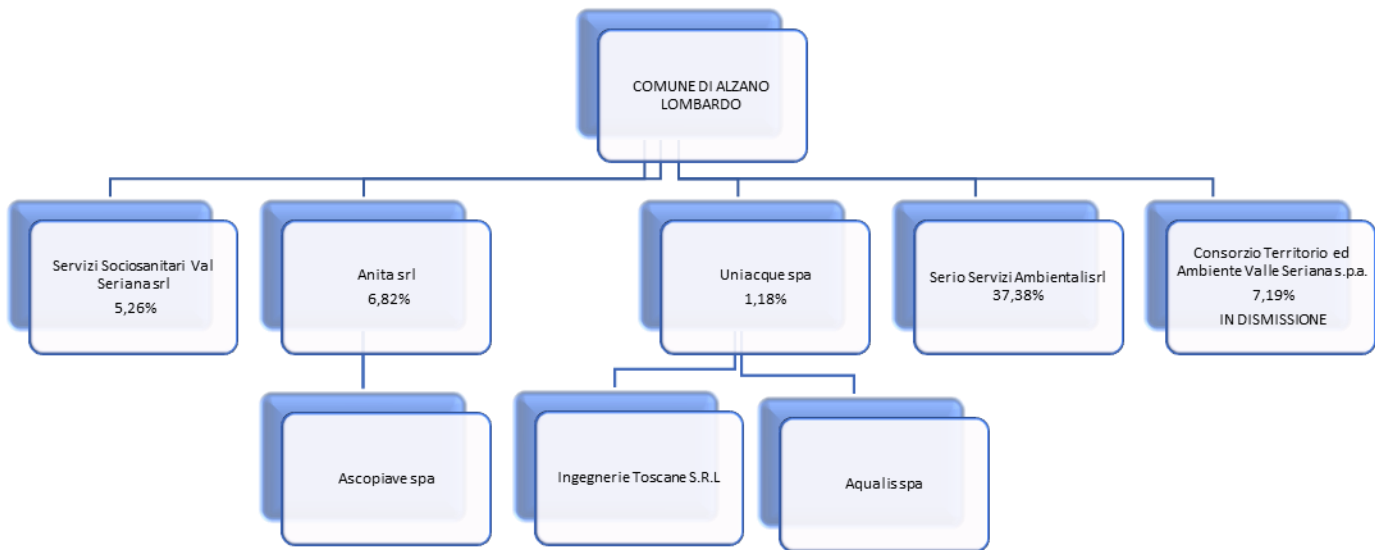 COMUNE DI ALZANO
LOMBARDO
Servizi Sociosanitari Val
Seriana srl
5,26%
Anita srl
6,82%
Uniacque spa
1,18%
Serio Servizi Ambientali srl
37,38%
Consorzio Territorio ed
Ambiente Valle Seriana s.p.a.
7,19%
IN DISMISSIONE
Ascopiave spa
Ingegnerie Toscane S.R.L
Aqualis spa